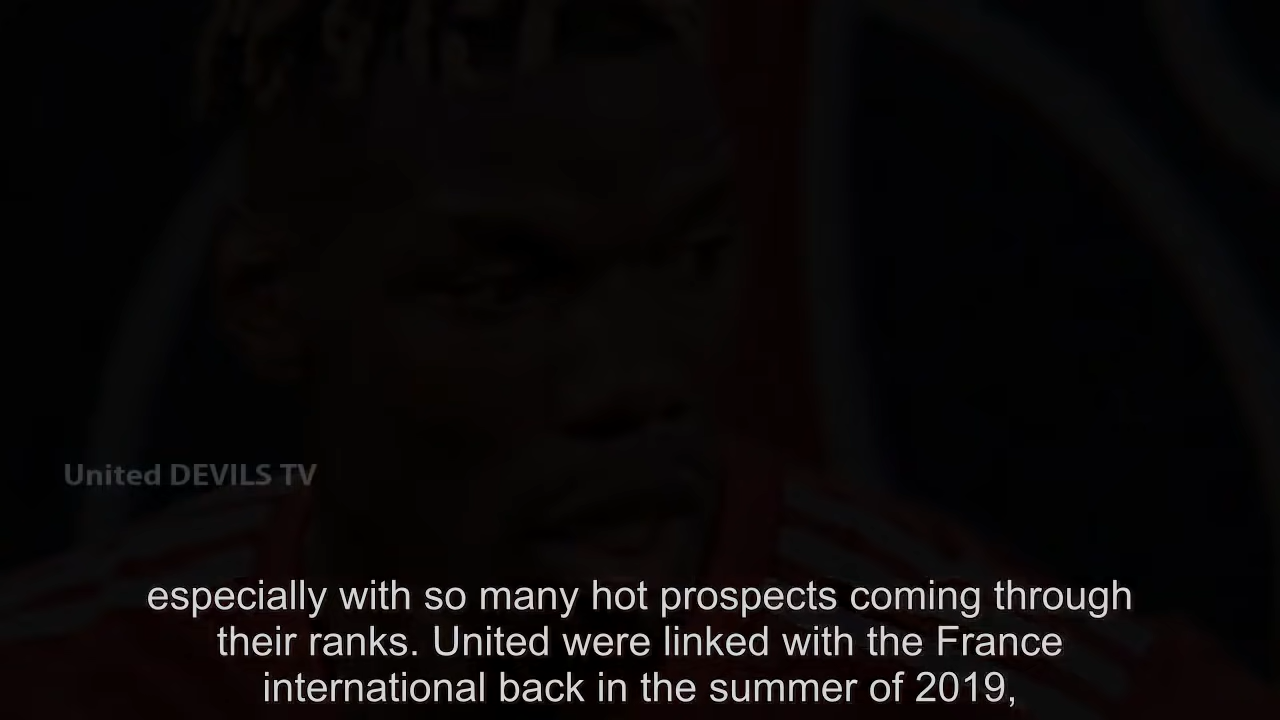 United DEVILS TV
especially with so many hot prospects coming through
their ranks. United were linked with the France
international back in the summer of 2019,